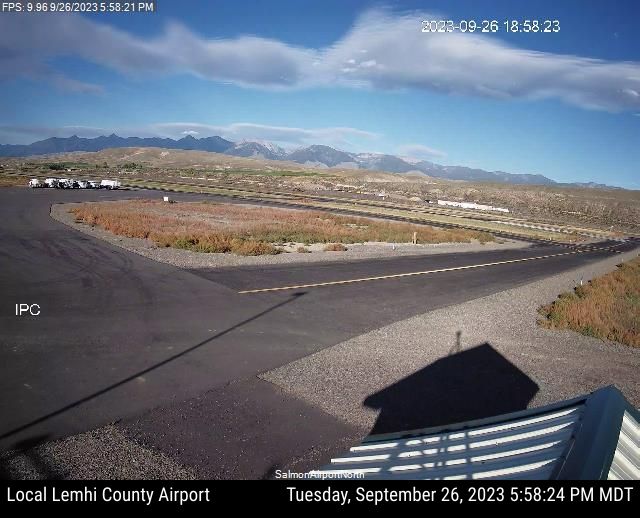 FPS: 9.96 9/26/2023 5:58:21 PM
2023-09-26 18:58:23
IPC
SalmonAirportNorth
Local Lemhi County Airport Tuesday, September 26, 2023 5:58:24 PM MDT